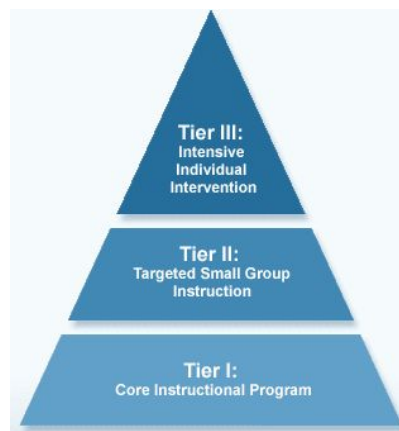 Tier III:
Intensive
Individual
Intervention
Tier II:
Targeted Small Group
Instruction
Tier I:
Core Instructional Program